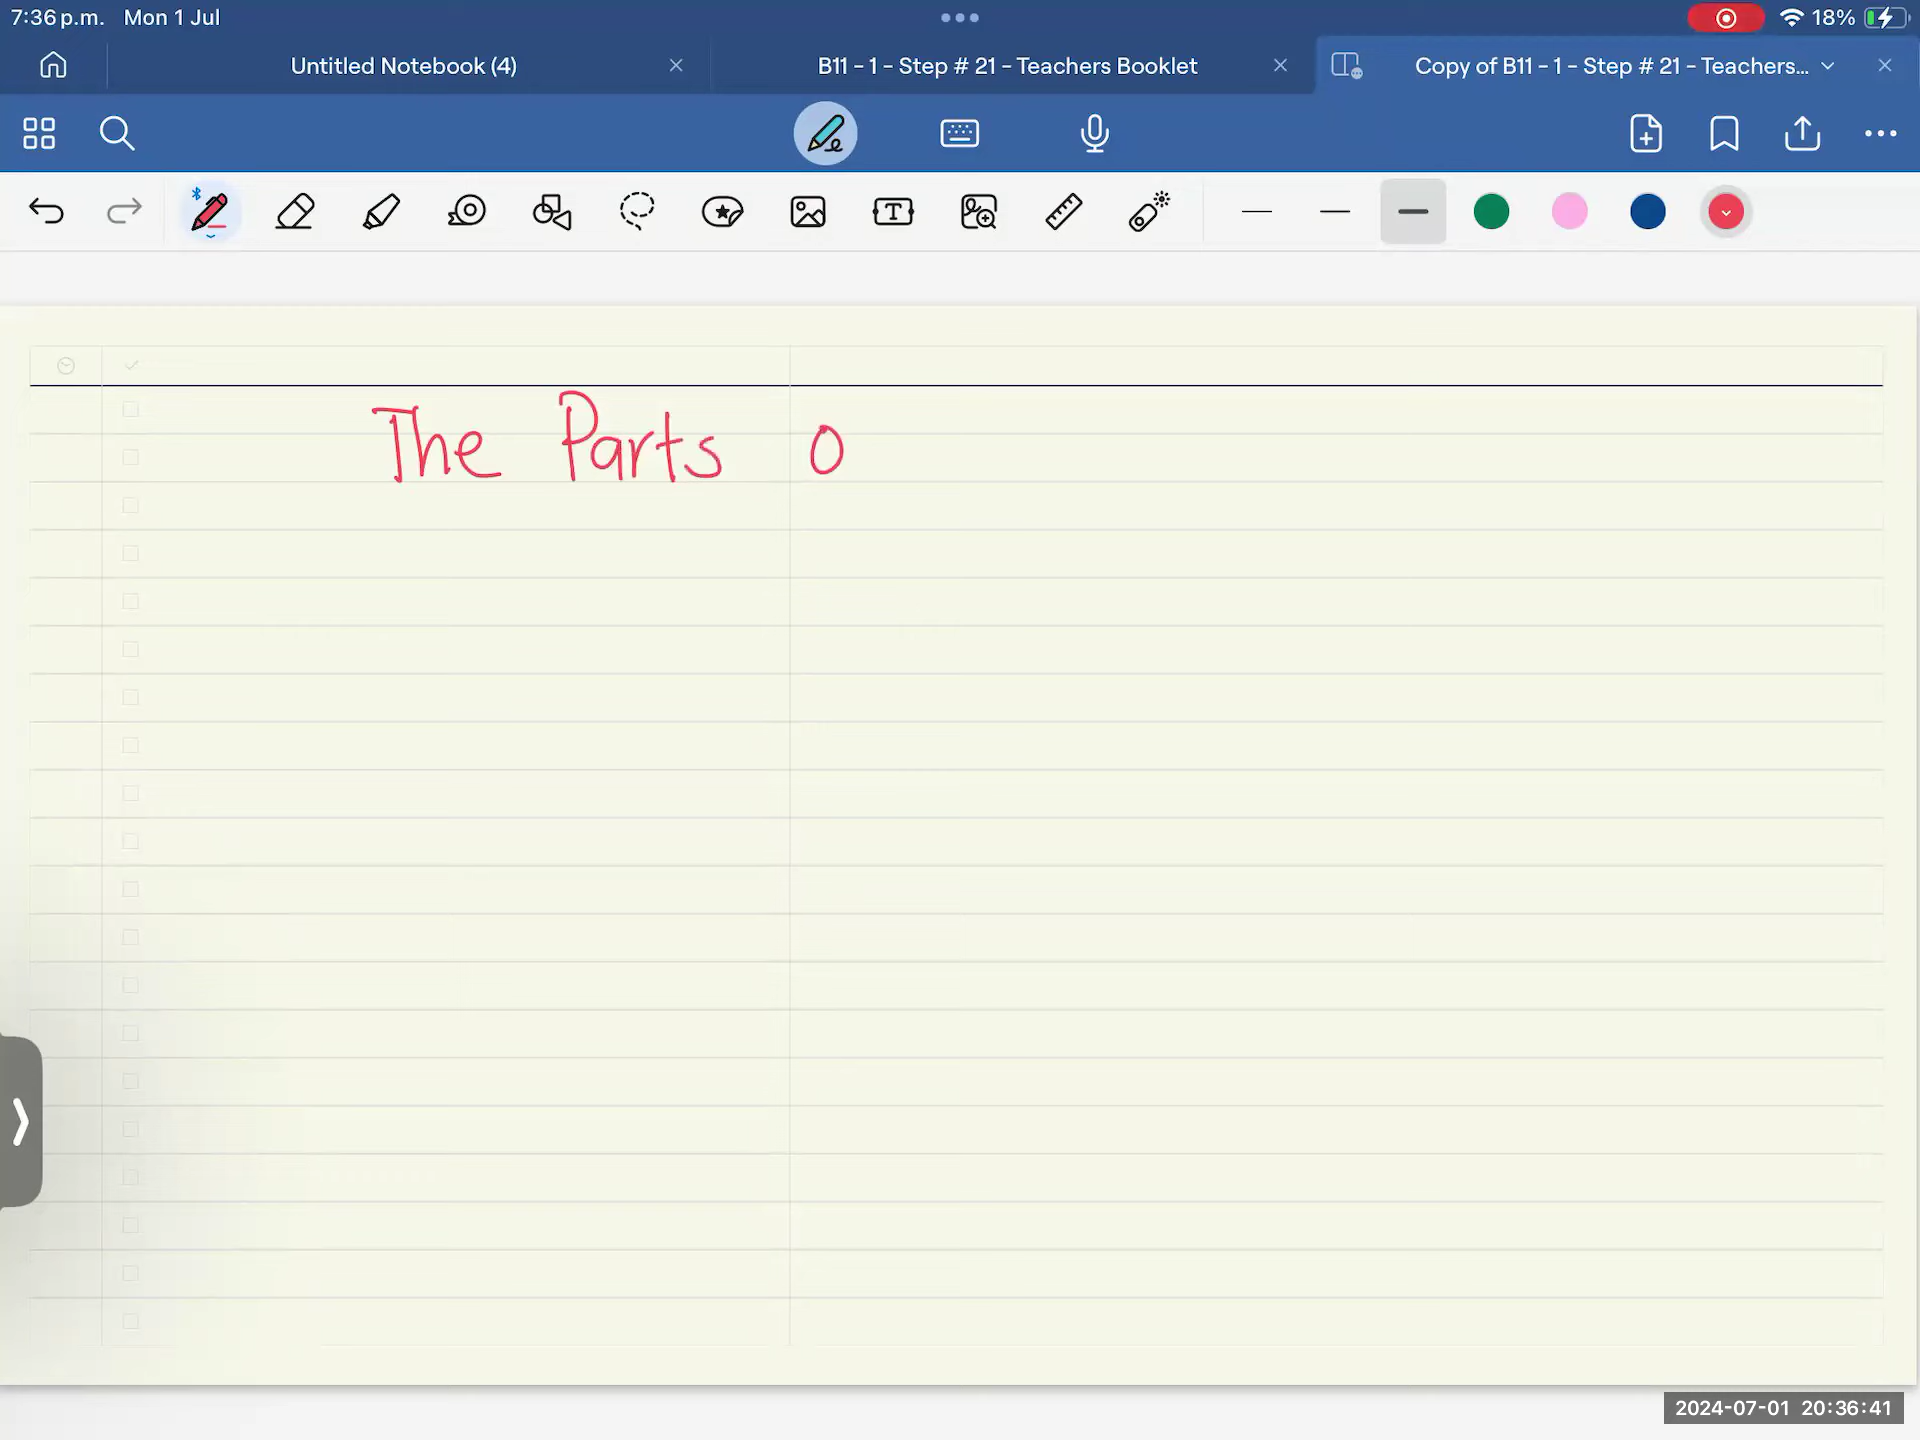 7:36 p.m. Mon 1 Jul
18%
Untitled Notebook (4)
B11 - 1 - Step # 21 - Teachers Booklet
Copy of B11 - 1 - Step # 21 - Teachers...
The Parts o
2024-07-01 20:36:41